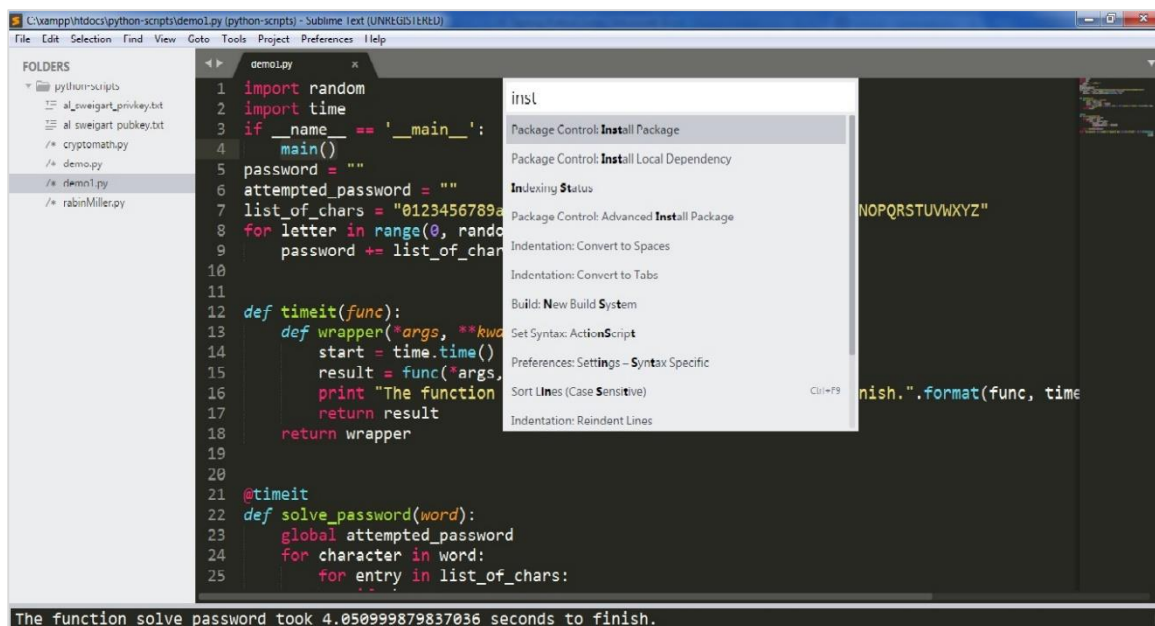 C:\xampp\htdocs\python-scripts\demo1.py (python-scripts) - Sublime Text (UNREGISTERED)
File Edit Selection Find View Goto Tools Project Preferences Help
FOLDERS
python-scripts
al_sweigart_privkey.txt
al sweigart pubkey.txt
/* cryptomath.py
/* demo.py
/* demo1.py
/* rabinMiller.py
demo1.py ×
1 import random
2 import time
3 if __name__ == '__main__':
4 main()
5 password = ""
6 attempted_password = ""
7 list_of_chars = "0123456789a NOPQRSTUVWXYZ"
8 for letter in range(0, rando
9 password += list_of_char
10
11
12 def timeit(func):
13 def wrapper(*args, **kwa
14 start = time.time()
15 result = func(*args,
16 print "The function nish.".format(func, time
17 return result
18 return wrapper
19
20
21 @timeit
22 def solve_password(word):
23 global attempted_password
24 for character in word:
25 for entry in list_of_chars:
inst
Package Control: Install Package
Package Control: Install Local Dependency
Indexing Status
Package Control: Advanced Install Package
Indentation: Convert to Spaces
Indentation: Convert to Tabs
Build: New Build System
Set Syntax: ActionScript
Preferences: Settings – Syntax Specific
Sort Lines (Case Sensitive) Ctrl+F9
Indentation: Reindent Lines
The function solve password took 4.050999879837036 seconds to finish.